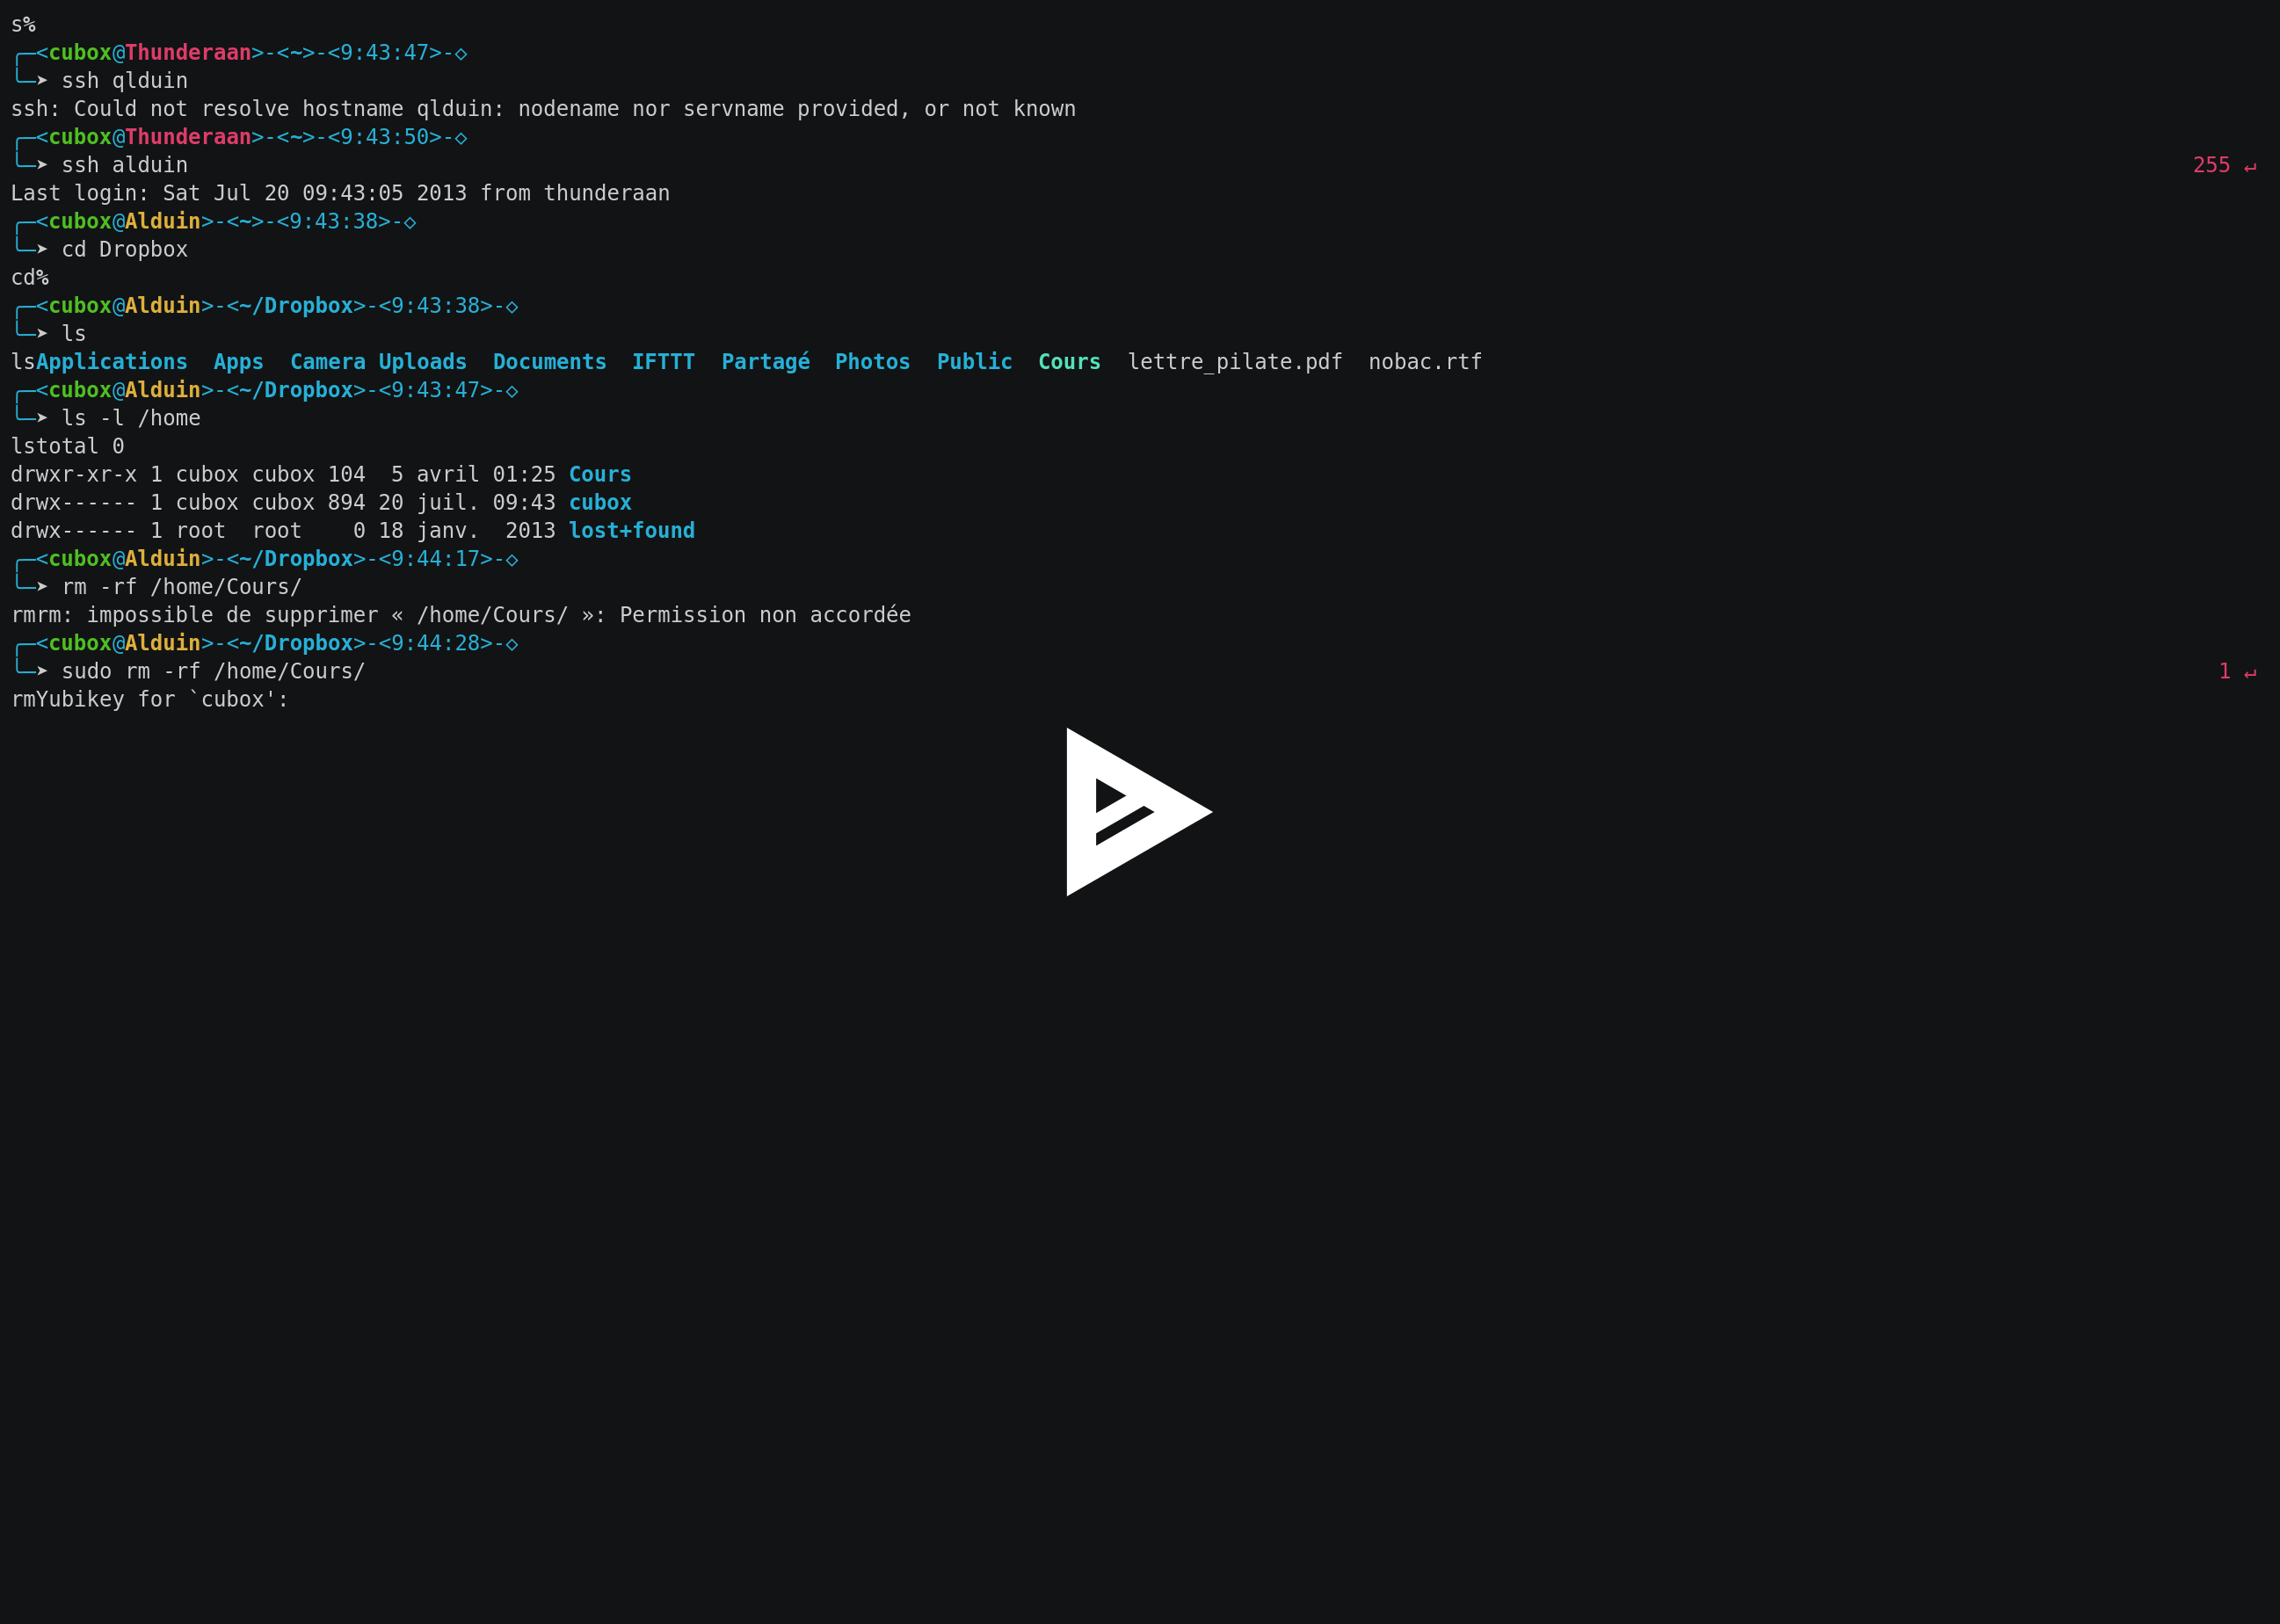 s%
╭─<cubox@Thunderaan>-<~>-<9:43:47>-◇
╰─➤ ssh qlduin
ssh: Could not resolve hostname qlduin: nodename nor servname provided, or not known
╭─<cubox@Thunderaan>-<~>-<9:43:50>-◇
╰─➤ ssh alduin 255 ↵
Last login: Sat Jul 20 09:43:05 2013 from thunderaan
╭─<cubox@Alduin>-<~>-<9:43:38>-◇
╰─➤ cd Dropbox
cd%
╭─<cubox@Alduin>-<~/Dropbox>-<9:43:38>-◇
╰─➤ ls
lsApplications  Apps  Camera Uploads  Documents  IFTTT  Partagé  Photos  Public  Cours  lettre_pilate.pdf  nobac.rtf
╭─<cubox@Alduin>-<~/Dropbox>-<9:43:47>-◇
╰─➤ ls -l /home
lstotal 0
drwxr-xr-x 1 cubox cubox 104  5 avril 01:25 Cours
drwx------ 1 cubox cubox 894 20 juil. 09:43 cubox
drwx------ 1 root  root    0 18 janv.  2013 lost+found
╭─<cubox@Alduin>-<~/Dropbox>-<9:44:17>-◇
╰─➤ rm -rf /home/Cours/
rmrm: impossible de supprimer « /home/Cours/ »: Permission non accordée
╭─<cubox@Alduin>-<~/Dropbox>-<9:44:28>-◇
╰─➤ sudo rm -rf /home/Cours/ 1 ↵
rmYubikey for `cubox':